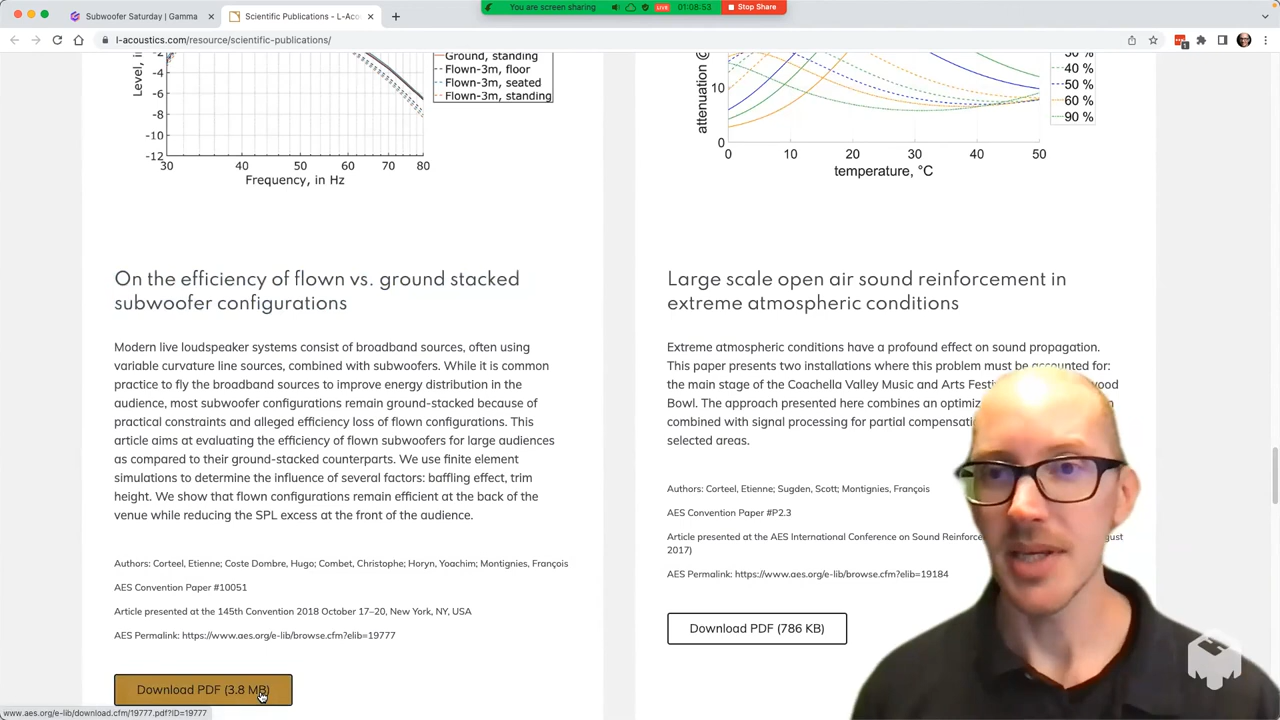 Subwoofer Saturday | Gamma
Scientific Publications - L-Aco
You are screen sharing
LIVE
01:08:53
Stop Share
l-acoustics.com/resource/scientific-publications/
Level, in
-2
-4
-6
-8
-10
-12
30
40
50
60
70
80
Frequency, in Hz
Ground, standing
Flown-3m, floor
Flown-3m, seated
Flown-3m, standing
attenuation
10
0
0
10
20
30
40
50
temperature, °C
40 %
50 %
60 %
90 %
On the efficiency of flown vs. ground stacked
subwoofer configurations
Modern live loudspeaker systems consist of broadband sources, often using
variable curvature line sources, combined with subwoofers. While it is common
practice to fly the broadband sources to improve energy distribution in the
audience, most subwoofer configurations remain ground-stacked because of
practical constraints and alleged efficiency loss of flown configurations. This
article aims at evaluating the efficiency of flown subwoofers for large audiences
as compared to their ground-stacked counterparts. We use finite element
simulations to determine the influence of several factors: baffling effect, trim
height. We show that flown configurations remain efficient at the back of the
venue while reducing the SPL excess at the front of the audience.
Authors: Corteel, Etienne; Coste Dombre, Hugo; Combet, Christophe; Horyn, Yoachim; Montignies, François
AES Convention Paper #10051
Article presented at the 145th Convention 2018 October 17–20, New York, NY, USA
AES Permalink: https://www.aes.org/e-lib/browse.cfm?elib=19777
Download PDF (3.8 MB)
www.aes.org/e-lib/download.cfm/19777.pdf?ID=19777
Large scale open air sound reinforcement in
extreme atmospheric conditions
Extreme atmospheric conditions have a profound effect on sound propagation.
This paper presents two installations where this problem must be accounted for:
the main stage of the Coachella Valley Music and Arts
Bowl. The approach presented here combines an
combined with signal processing for partial
selected areas.
Authors: Corteel, Etienne; Sugden, Scott; Montignies, François
AES Convention Paper #P2.3
Article presented at the AES International Conference on Sound
2017)
AES Permalink: https://www.aes.org/e-lib/browse.cfm?elib=19184
Download PDF (786 KB)